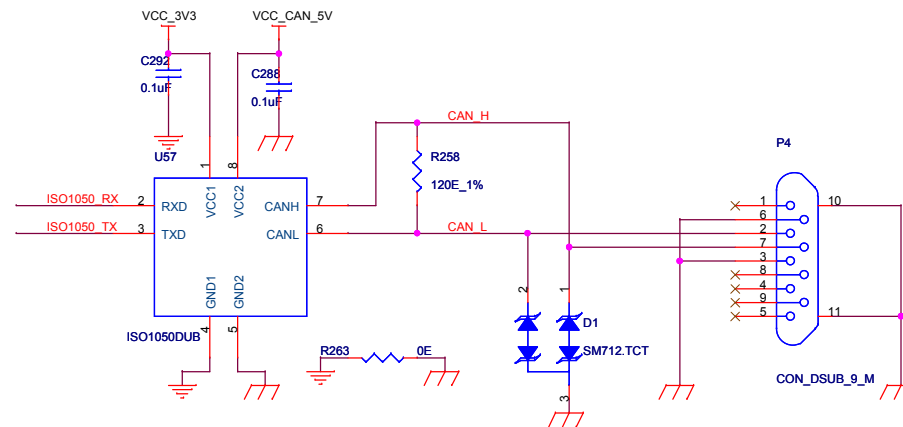 VCC_3V3
VCC_CAN_5V
C292
0.1uF
C288
0.1uF
U57
CAN_H
R258
120E_1%
P4
1
8
ISO1050_RX
2
RXD
VCC1
VCC2
CANH
7
ISO1050_TX
3
TXD
CANL
6
CAN_L
GND1
GND2
ISO1050DUB
4
5
R263
0E
2
1
D1
SM712.TCT
3
1
6
2
7
3
8
4
9
5
10
11
CON_DSUB_9_M